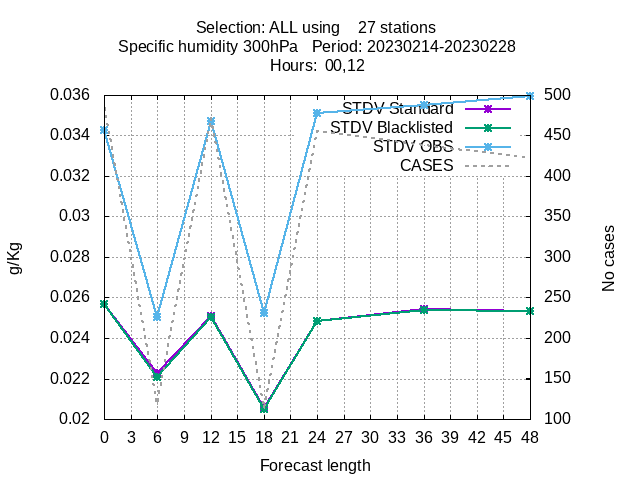 Selection: ALL using    27 stations
Specific humidity 300hPa   Period: 20230214-20230228
Hours:  00,12
0.036
0.034
0.032
0.03
0.028
0.026
0.024
0.022
0.02
g/Kg
500
450
400
350
300
250
200
150
100
No cases
STDV Standard
STDV Blacklisted
STDV OBS
CASES
0 3 6 9 12 15 18 21 24 27 30 33 36 39 42 45 48
Forecast length